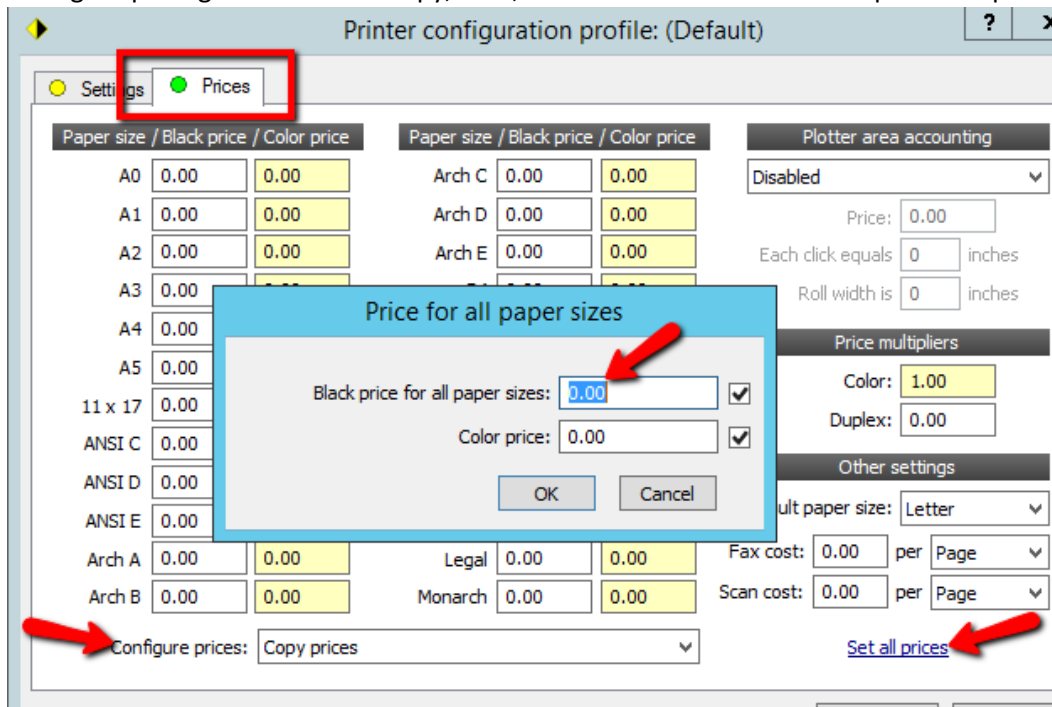 Printer configuration profile: (Default) ?
Settings Prices
Paper size / Black price / Color price Paper size / Black price / Color price Plotter area accounting
A0 0.00 0.00 Arch C 0.00 0.00 Disabled
A1 0.00 0.00 Arch D 0.00 0.00 Price: 0.00
A2 0.00 0.00 Arch E 0.00 0.00 Each click equals 0 inches
A3 0.00 Roll width is 0 inches
Price for all paper sizes
A4 0.00 Price multipliers
A5 0.00 Color: 1.00
Black price for all paper sizes: 0.00
11 x 17 0.00 Duplex: 0.00
ANSI C 0.00 Color price: 0.00
Other settings
ANSI D 0.00 OK Cancel ult paper size: Letter
ANSI E 0.00
Arch A 0.00 0.00 Legal 0.00 0.00 Fax cost: 0.00 per Page
Arch B 0.00 0.00 Monarch 0.00 0.00 Scan cost: 0.00 per Page
Configure prices: Copy prices Set all prices